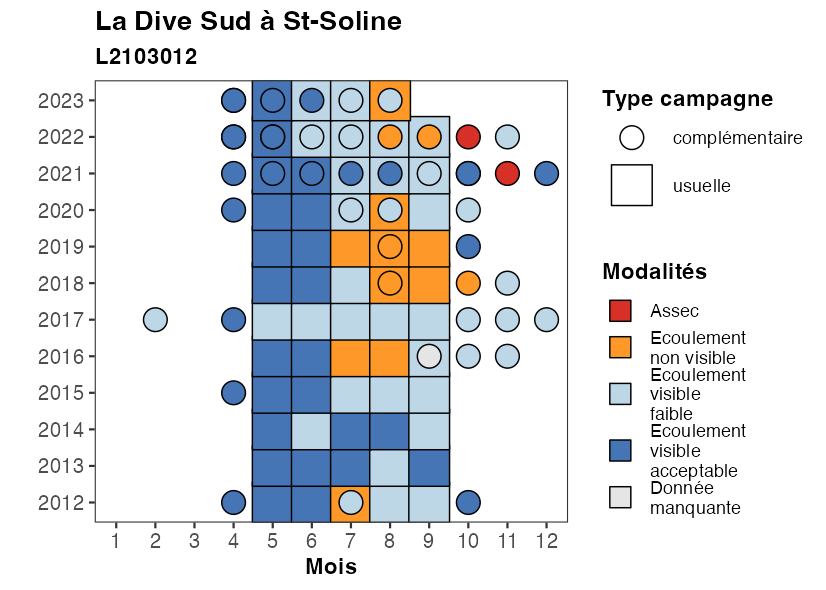 La Dive Sud à St-Soline
L2103012
2023
2022
2021
2020
2019
2018
2017
2016
2015
2014
2013
2012
1 2 3 4 5 6 7 8 9 10 11 12
Mois
Type campagne
complémentaire
usuelle
Modalités
Assec
Ecoulement
non visible
Ecoulement
visible
faible
Ecoulement
visible
acceptable
Donnée
manquante